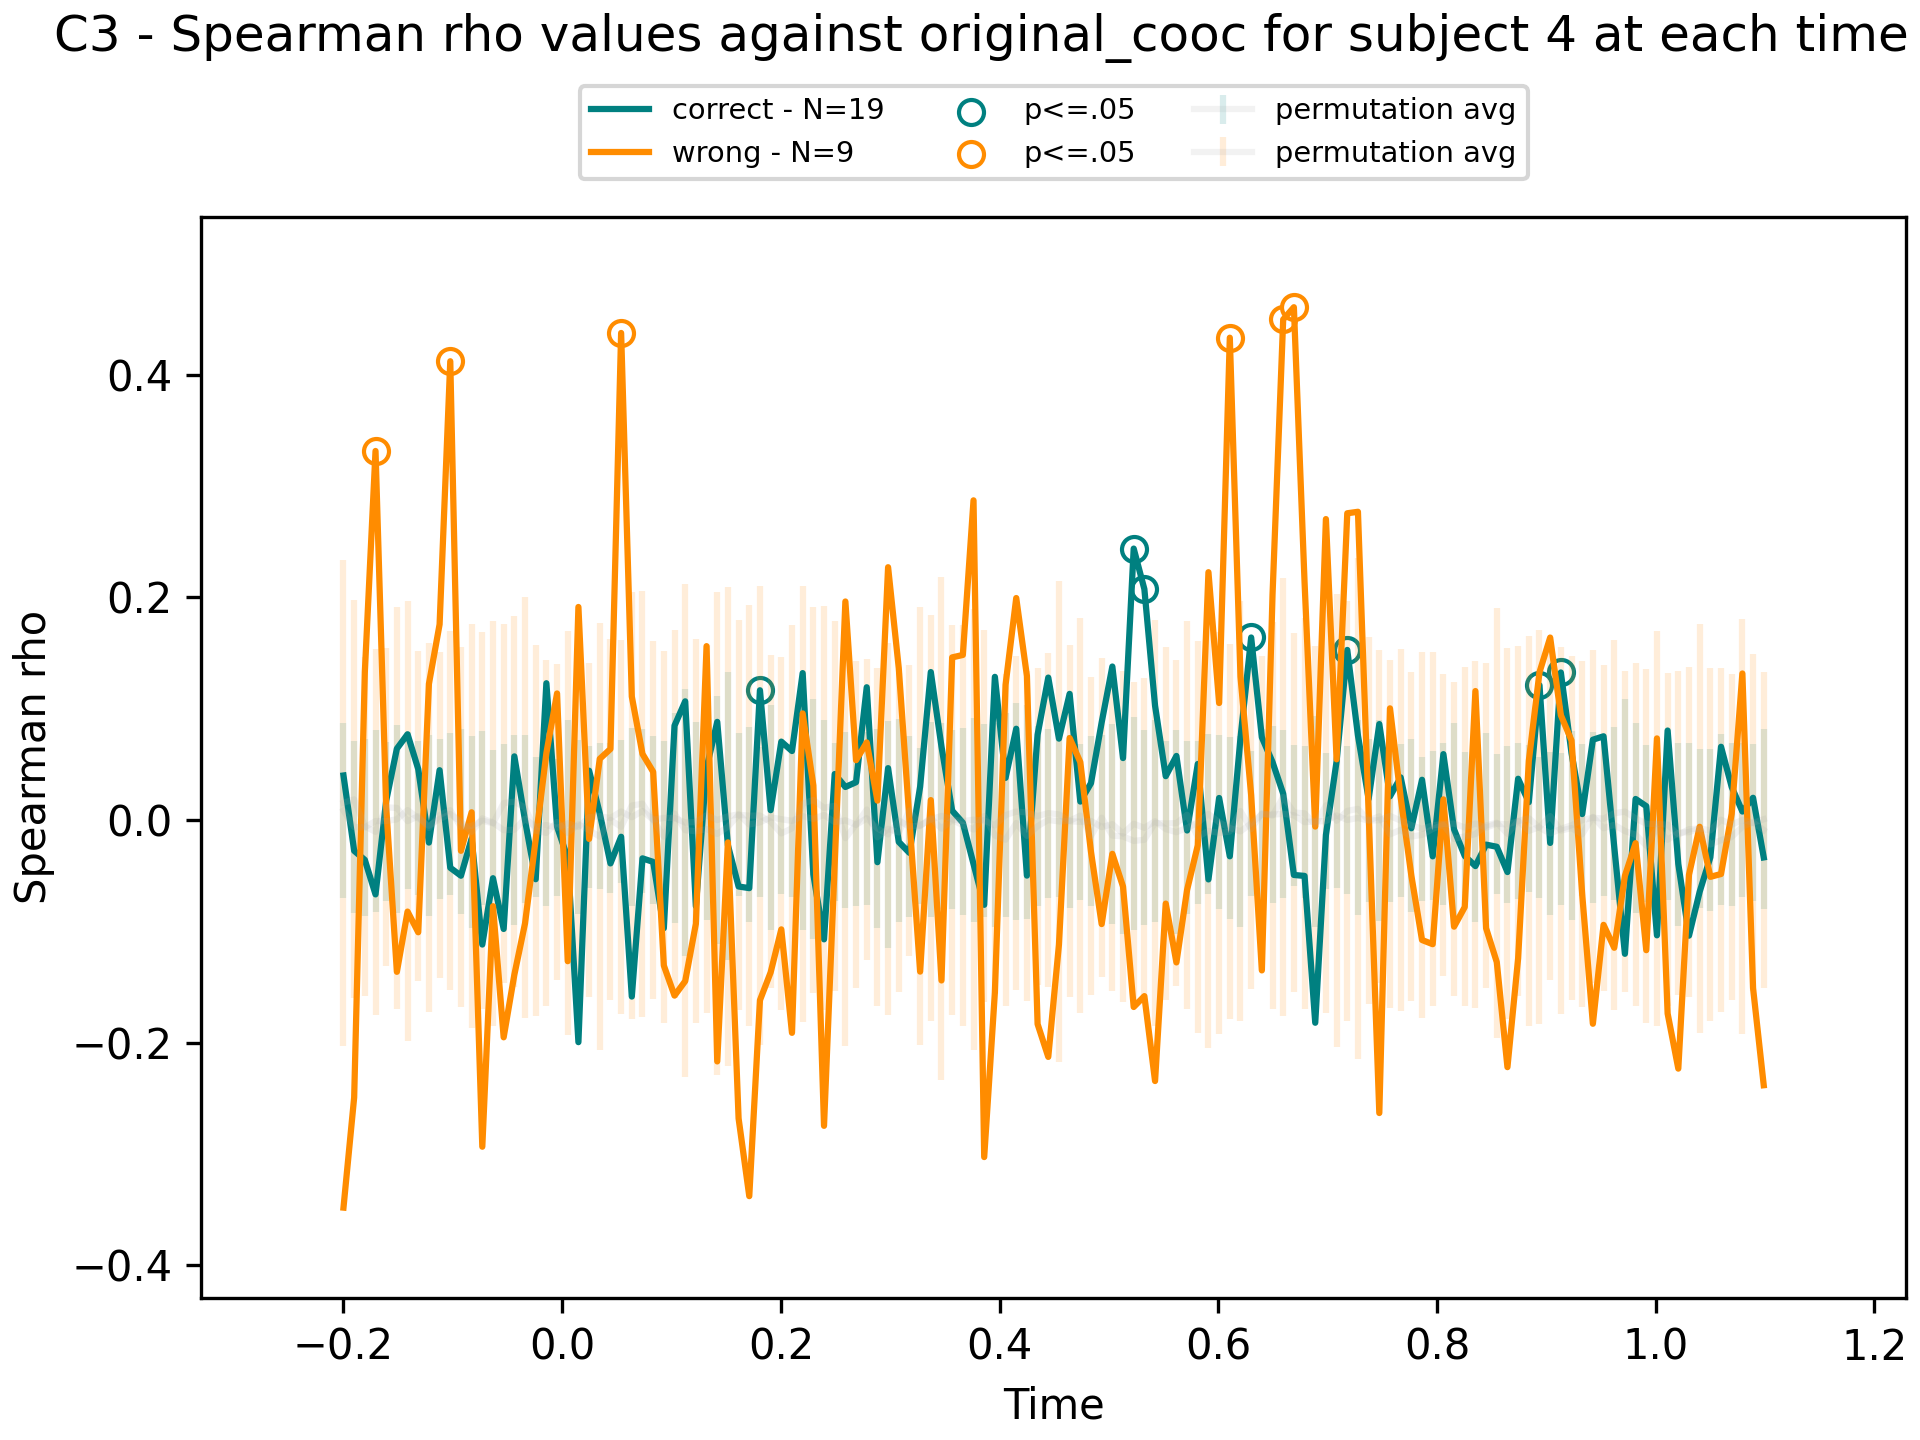 C3 - Spearman rho values against original_cooc for subject 4 at each time
correct - N=19
wrong - N=9
p<=.05
p<=.05
permutation avg
permutation avg
Spearman rho
0.4
0.2
0.0
−0.2
−0.4
−0.2
0.0
0.2
0.4
0.6
0.8
1.0
1.2
Time